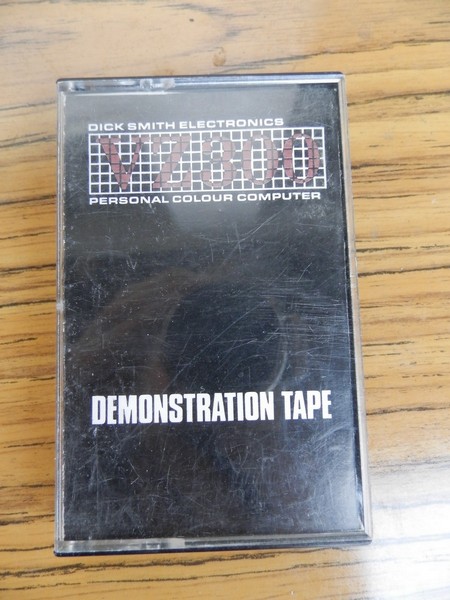 DICK SMITH ELECTRONICS
VZ300
PERSONAL COLOUR COMPUTER
DEMONSTRATION TAPE